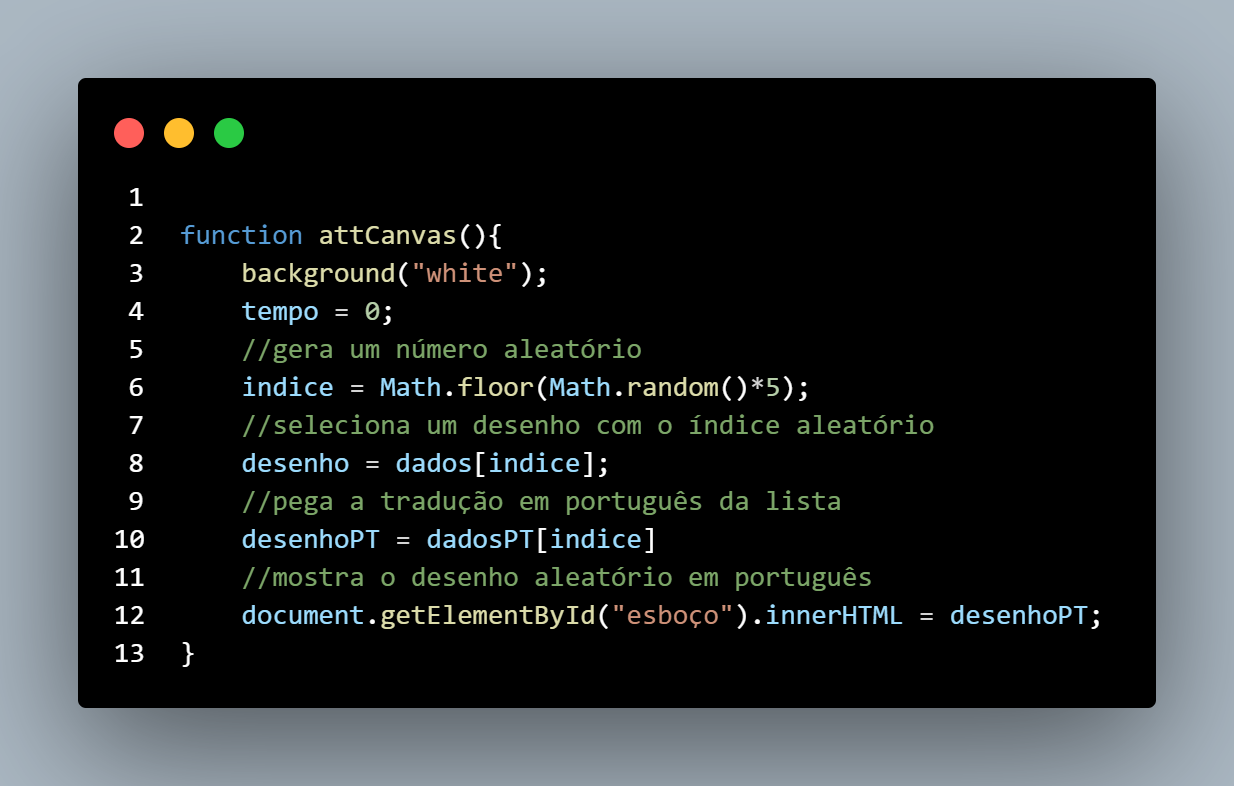 1
2 function attCanvas(){
3     background("white");
4     tempo = 0;
5     //gera um número aleatório
6     indice = Math.floor(Math.random()*5);
7     //seleciona um desenho com o índice aleatório
8     desenho = dados[indice];
9     //pega a tradução em português da lista
10     desenhoPT = dadosPT[indice]
11     //mostra o desenho aleatório em português
12     document.getElementById("esboço").innerHTML = desenhoPT;
13 }